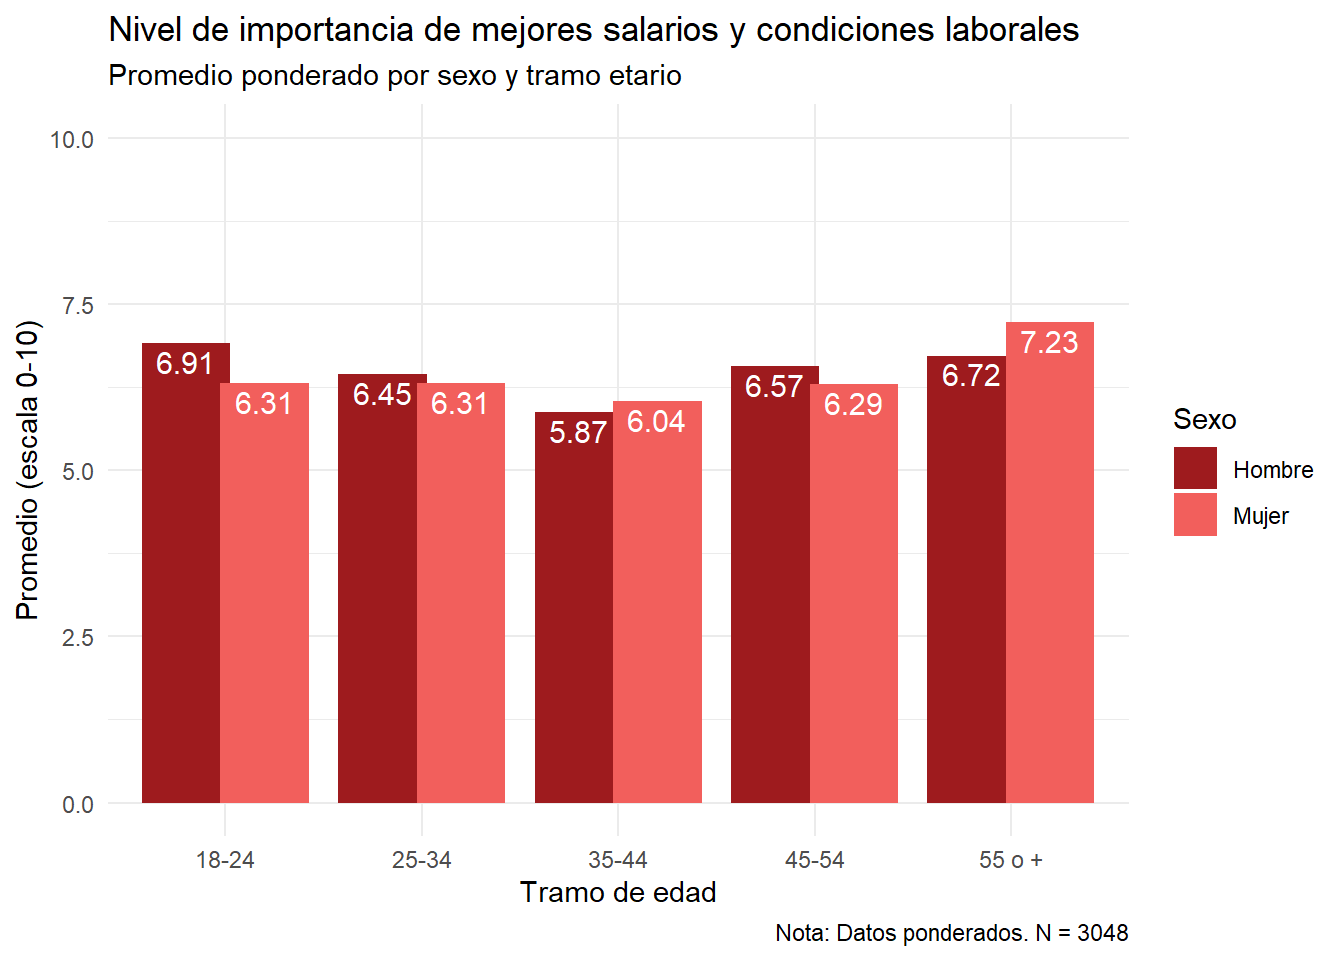 Nivel de importancia de mejores salarios y condiciones laborales
Promedio ponderado por sexo y tramo etario
Promedio (escala 0-10)
10.0
7.5
5.0
2.5
0.0
6.91
6.31
6.45
6.31
5.87
6.04
6.57
6.29
6.72
7.23
18-24
25-34
35-44
45-54
55 o +
Tramo de edad
Sexo
Hombre
Mujer
Nota: Datos ponderados. N = 3048